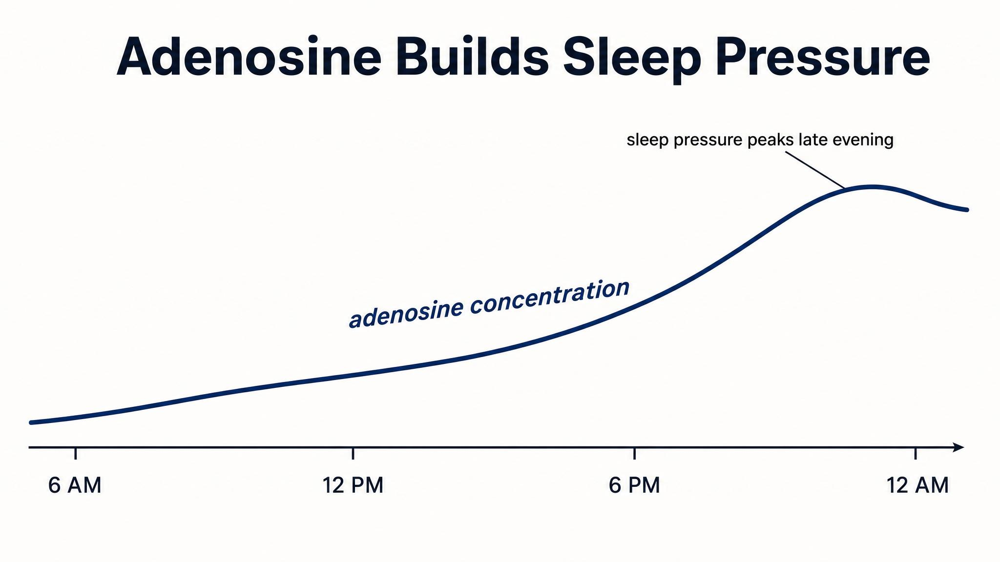 Adenosine Builds Sleep Pressure
sleep pressure peaks late evening
adenosine concentration
6 AM
12 PM
6 PM
12 AM